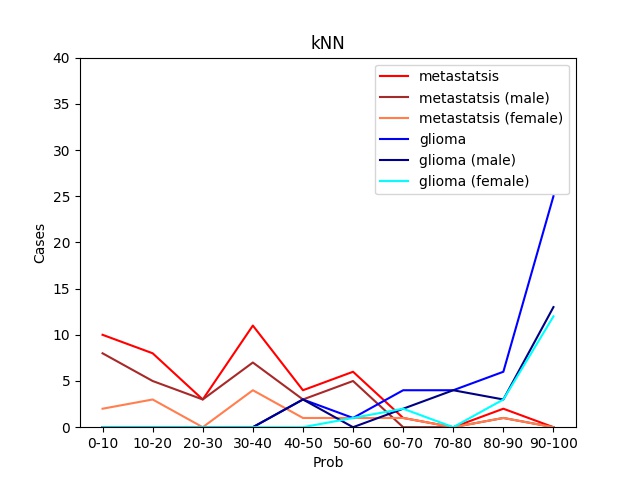 kNN
metastatsis
metastatsis (male)
metastatsis (female)
glioma
glioma (male)
glioma (female)
40
35
30
25
20
15
10
5
0
Cases
0-10 10-20 20-30 30-40 40-50 50-60 60-70 70-80 80-90 90-100
Prob